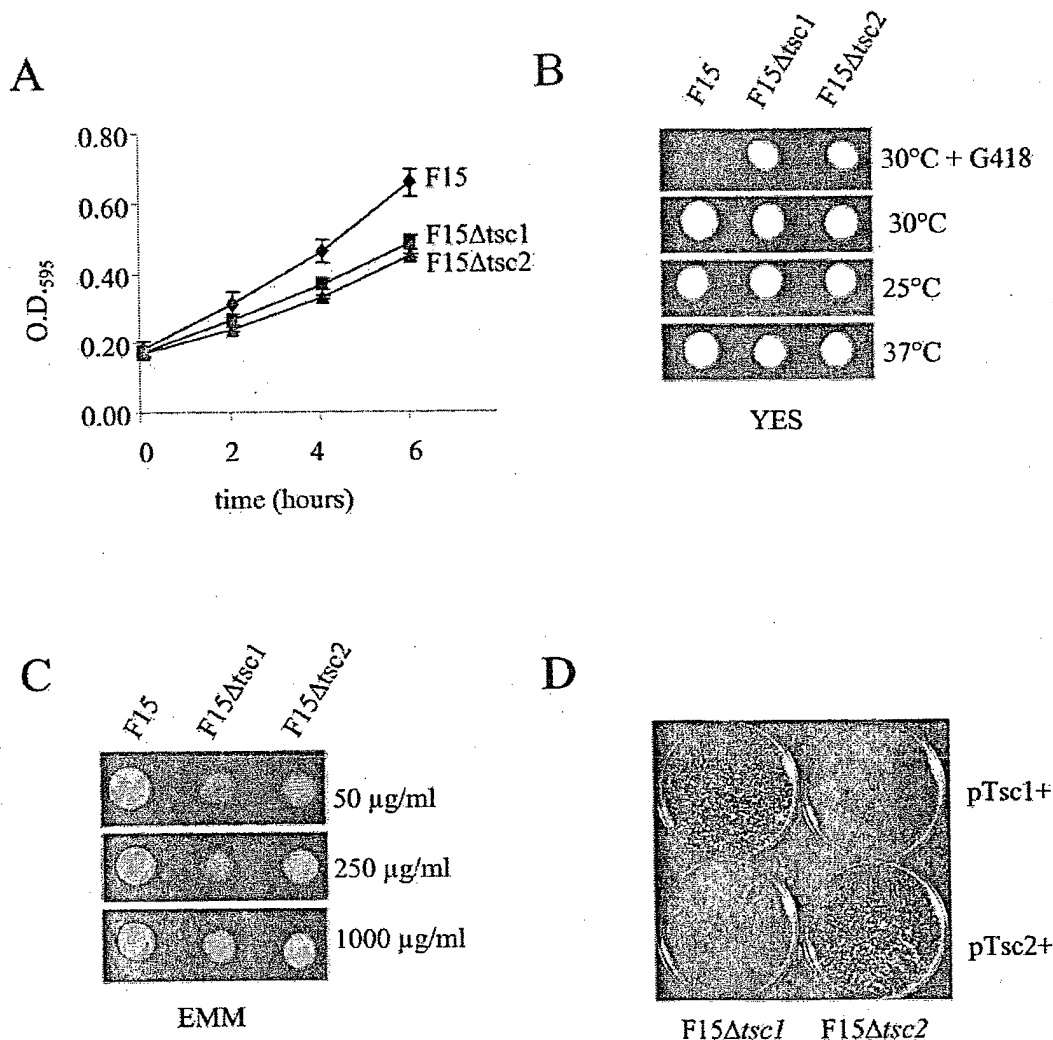 A
0.80
0.60
0.40
0.20
0.00
O.D.595
0
2
4
6
time (hours)
F15
F15Δtsc1
F15Δtsc2
B
F15
F15Δtsc1
F15Δtsc2
30°C + G418
30°C
25°C
37°C
YES
C
F15
F15Δtsc1
F15Δtsc2
50 µg/ml
250 µg/ml
1000 µg/ml
EMM
D
pTsc1+
pTsc2+
F15Δtsc1
F15Δtsc2